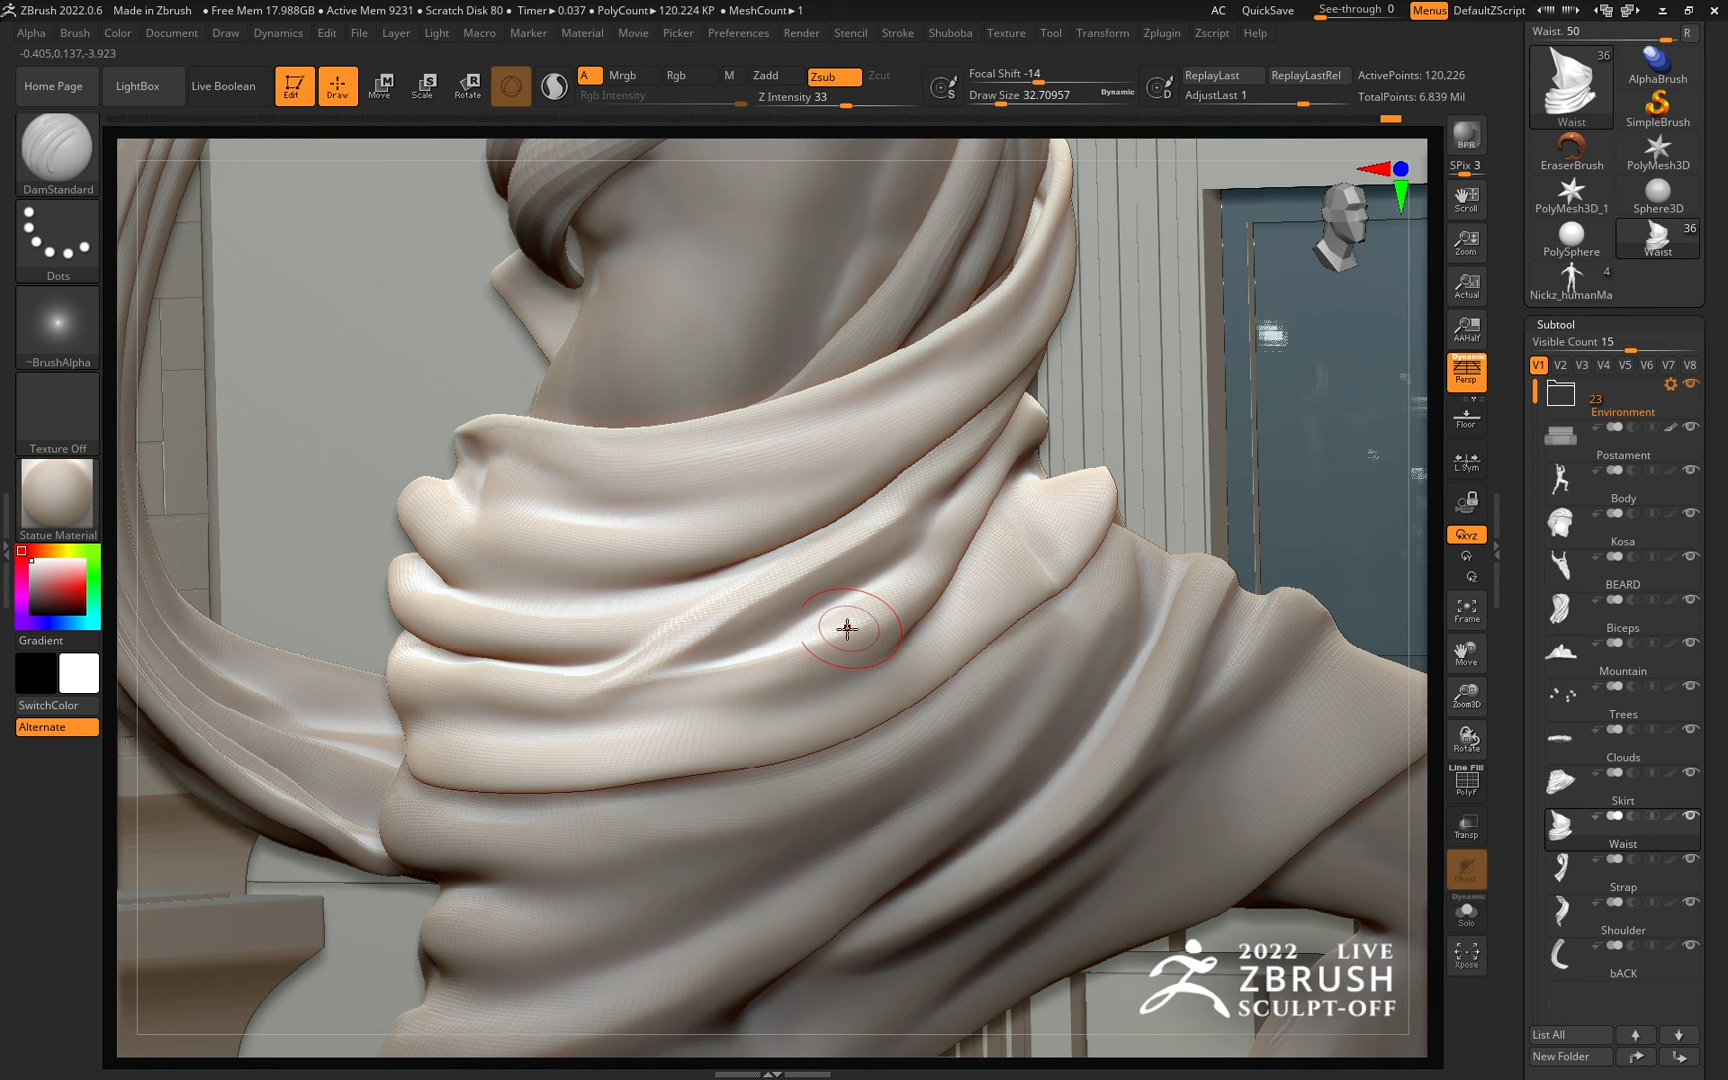 ZBrush 2022.0.6 Made in Zbrush • Free Mem 17.988GB • Active Mem 9231 • Scratch Disk 80 • Timer▸0.037 • PolyCount▸120.224 KP • MeshCount▸1 AC QuickSave See-through 0 Menus DefaultZScript
Alpha Brush Color Document Draw Dynamics Edit File Layer Light Macro Marker Material Movie Picker Preferences Render Shuboba Stencil Stroke Texture Tool Transform Zplugin Zscript Help
-0.405,0.137,-3.923
Home Page LightBox Live Boolean Edit Draw Move Scale Rotate
A Mrgb Rgb M Zadd Zsub Zcut
Rgb Intensity Z Intensity 33
S Focal Shift -14
Draw Size 32.70957 Dynamic
D ReplayLast ReplayLastRel
AdjustLast 1
ActivePoints: 120,226
TotalPoints: 6.839 Mil
DamStandard
Dots
~BrushAlpha
Texture Off
Statue Material
Gradient
SwitchColor
Alternate
2022 LIVE
ZBRUSH
SCULPT-OFF
BPR
SPix 3
Scroll
Zoom
Actual
AAHalf
Dynamic
Persp
Floor
L.Sym
XYZ
Y
Z
Frame
Move
Zoom3D
Rotate
Line Fill
PolyF
Transp
Ghost
Dynamic
Solo
Xpose
Waist. 50 R
36
Waist
AlphaBrush
SimpleBrush
EraserBrush PolyMesh3D
PolyMesh3D_1 Sphere3D
36
PolySphere Waist
4
Nickz_humanMa
Subtool
Visible Count 15
V1 V2 V3 V4 V5 V6 V7 V8
23
Environment
Postament
Body
Kosa
BEARD
Biceps
Mountain
Trees
Clouds
Skirt
Waist
Strap
Shoulder
bACK
List All
New Folder